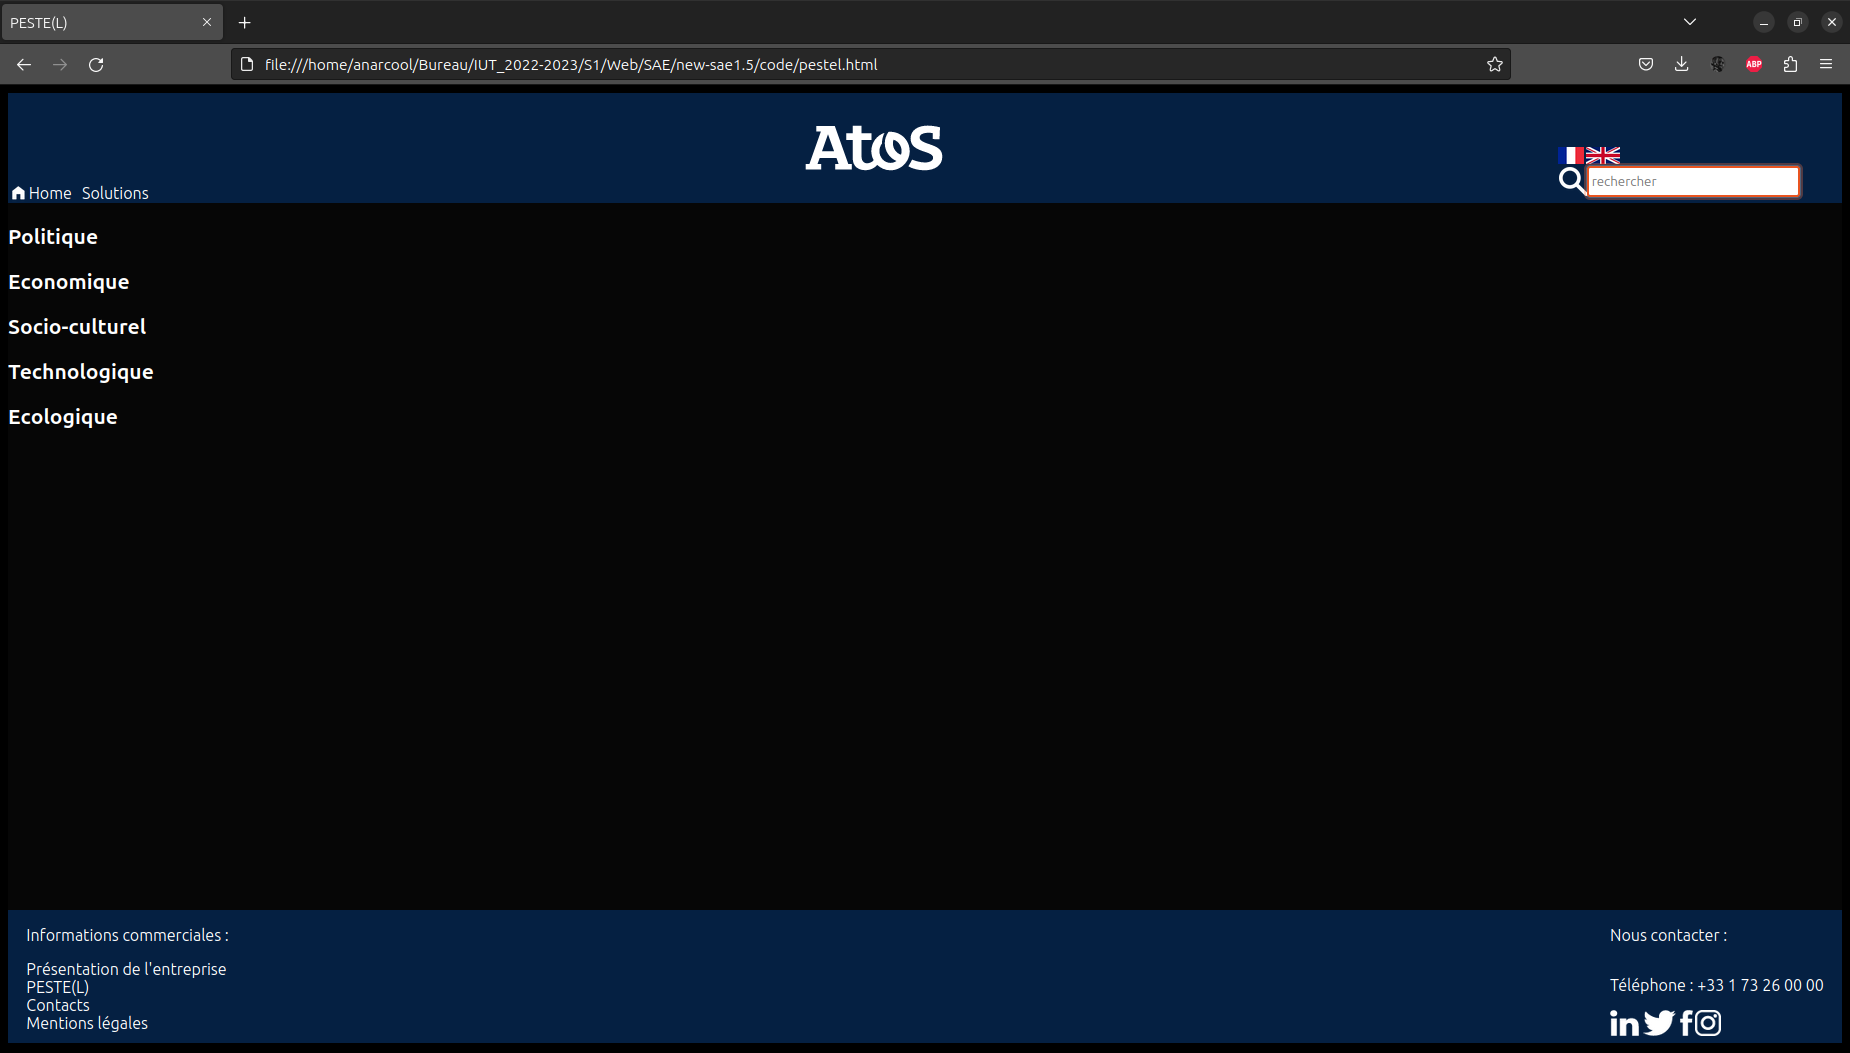 PESTE(L)
file:///home/anarcool/Bureau/IUT_2022-2023/S1/Web/SAE/new-sae1.5/code/pestel.html
ABP
Atos
Home Solutions
rechercher
Politique
Economique
Socio-culturel
Technologique
Ecologique
Informations commerciales :
Présentation de l'entreprise
PESTE(L)
Contacts
Mentions légales
Nous contacter :
Téléphone : +33 1 73 26 00 00